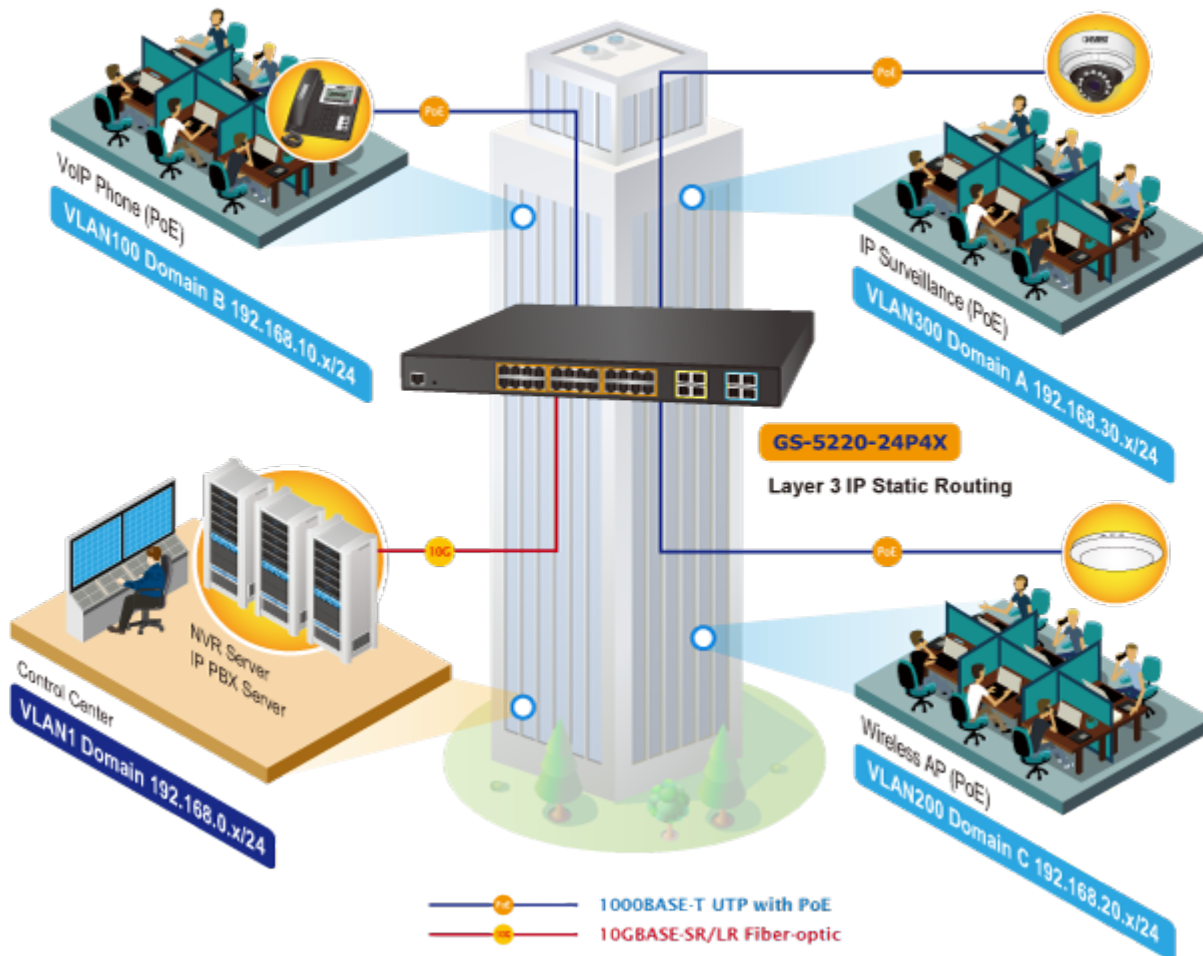 PoE
PoE
VoIP Phone (PoE)
VLAN100 Domain B 192.168.10.x/24
IP Surveillance (PoE)
VLAN300 Domain A 192.168.30.x/24
GS-5220-24P4X
Layer 3 IP Static Routing
10G
PoE
NVR Server
IP PBX Server
Control Center
VLAN1 Domain 192.168.0.x/24
Wireless AP (PoE)
VLAN200 Domain C 192.168.20.x/24
PoE 1000BASE-T UTP with PoE
10G 10GBASE-SR/LR Fiber-optic